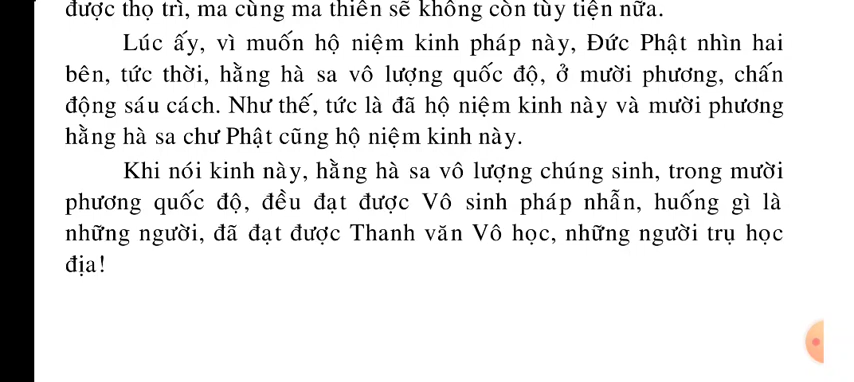 được thọ trì, ma cùng ma thiên sẽ không còn tùy tiện nữa.
Lúc ấy, vì muốn hộ niệm kinh pháp này, Đức Phật nhìn hai
bên, tức thời, hằng hà sa vô lượng quốc độ, ở mười phương, chấn
động sáu cách. Như thế, tức là đã hộ niệm kinh này và mười phương
hằng hà sa chư Phật cũng hộ niệm kinh này.
Khi nói kinh này, hằng hà sa vô lượng chúng sinh, trong mười
phương quốc độ, đều đạt được Vô sinh pháp nhẫn, huống gì là
những người, đã đạt được Thanh văn Vô học, những người trụ học
địa!